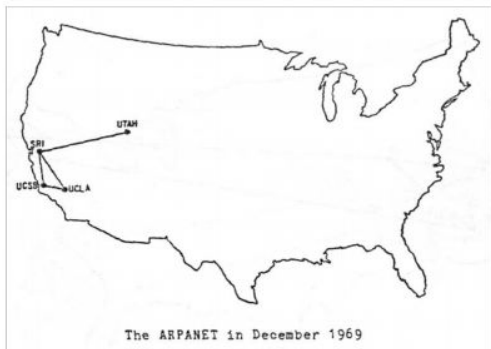 UTAH
SRI
UCSB
UCLA
The ARPANET in December 1969